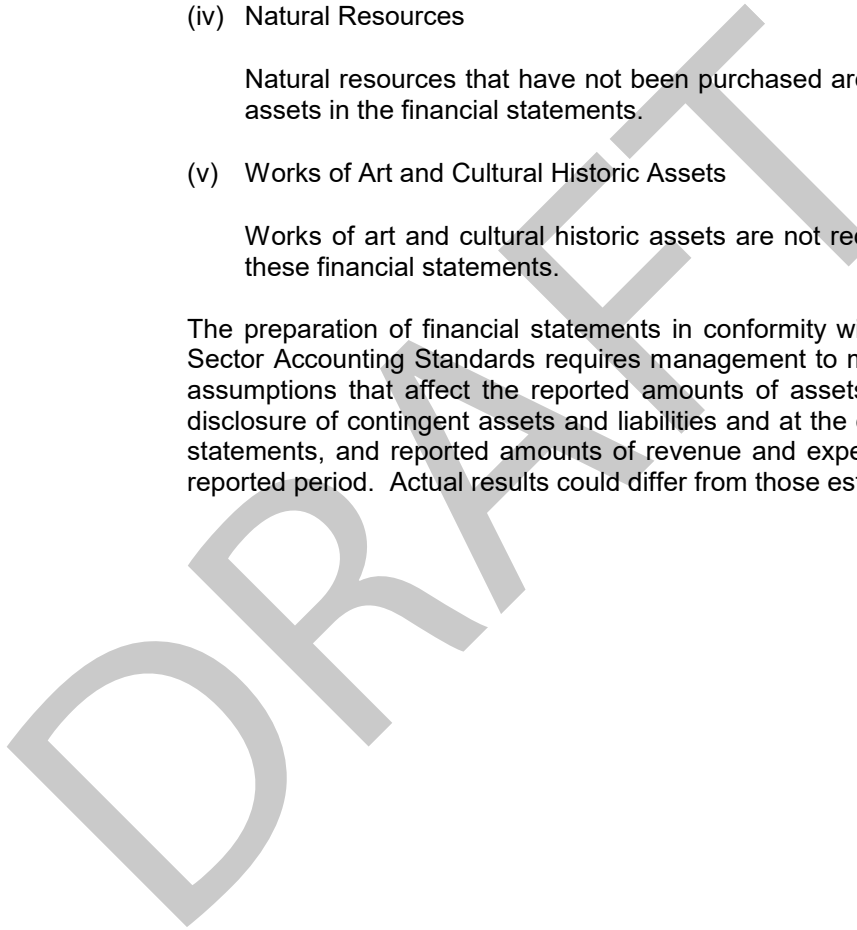 (iv) Natural Resources
Natural resources that have not been purchased are
assets in the financial statements.
(v) Works of Art and Cultural Historic Assets
Works of art and cultural historic assets are not
these financial statements.
The preparation of financial statements in conformity
Sector Accounting Standards requires management to
assumptions that affect the reported amounts of assets
disclosure of contingent assets and liabilities and at the
statements, and reported amounts of revenue and
reported period. Actual results could differ from those
DRAFT